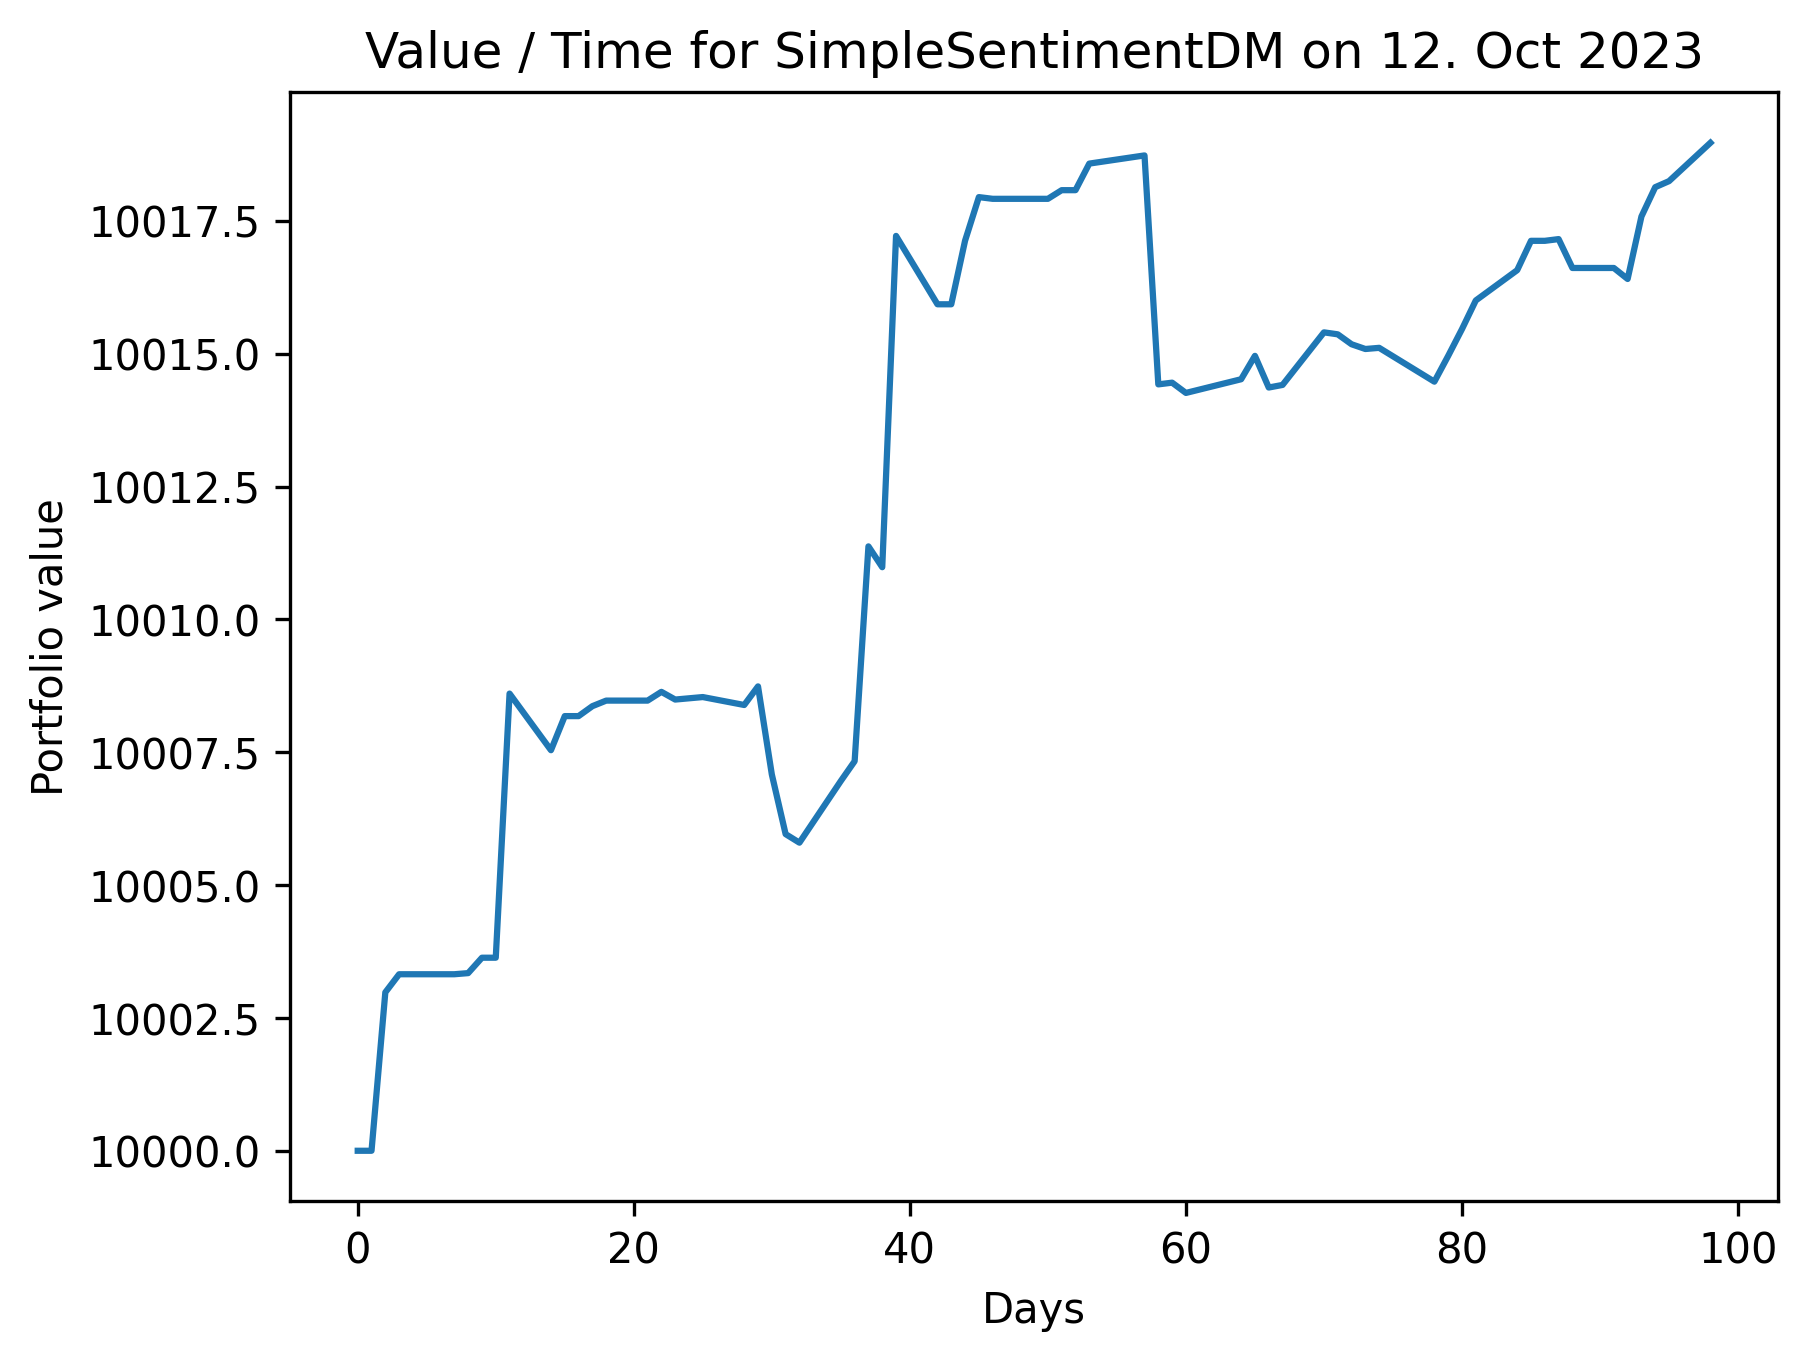 Value / Time for SimpleSentimentDM on 12. Oct 2023
Portfolio value
10017.5
10015.0
10012.5
10010.0
10007.5
10005.0
10002.5
10000.0
0 20 40 60 80 100
Days